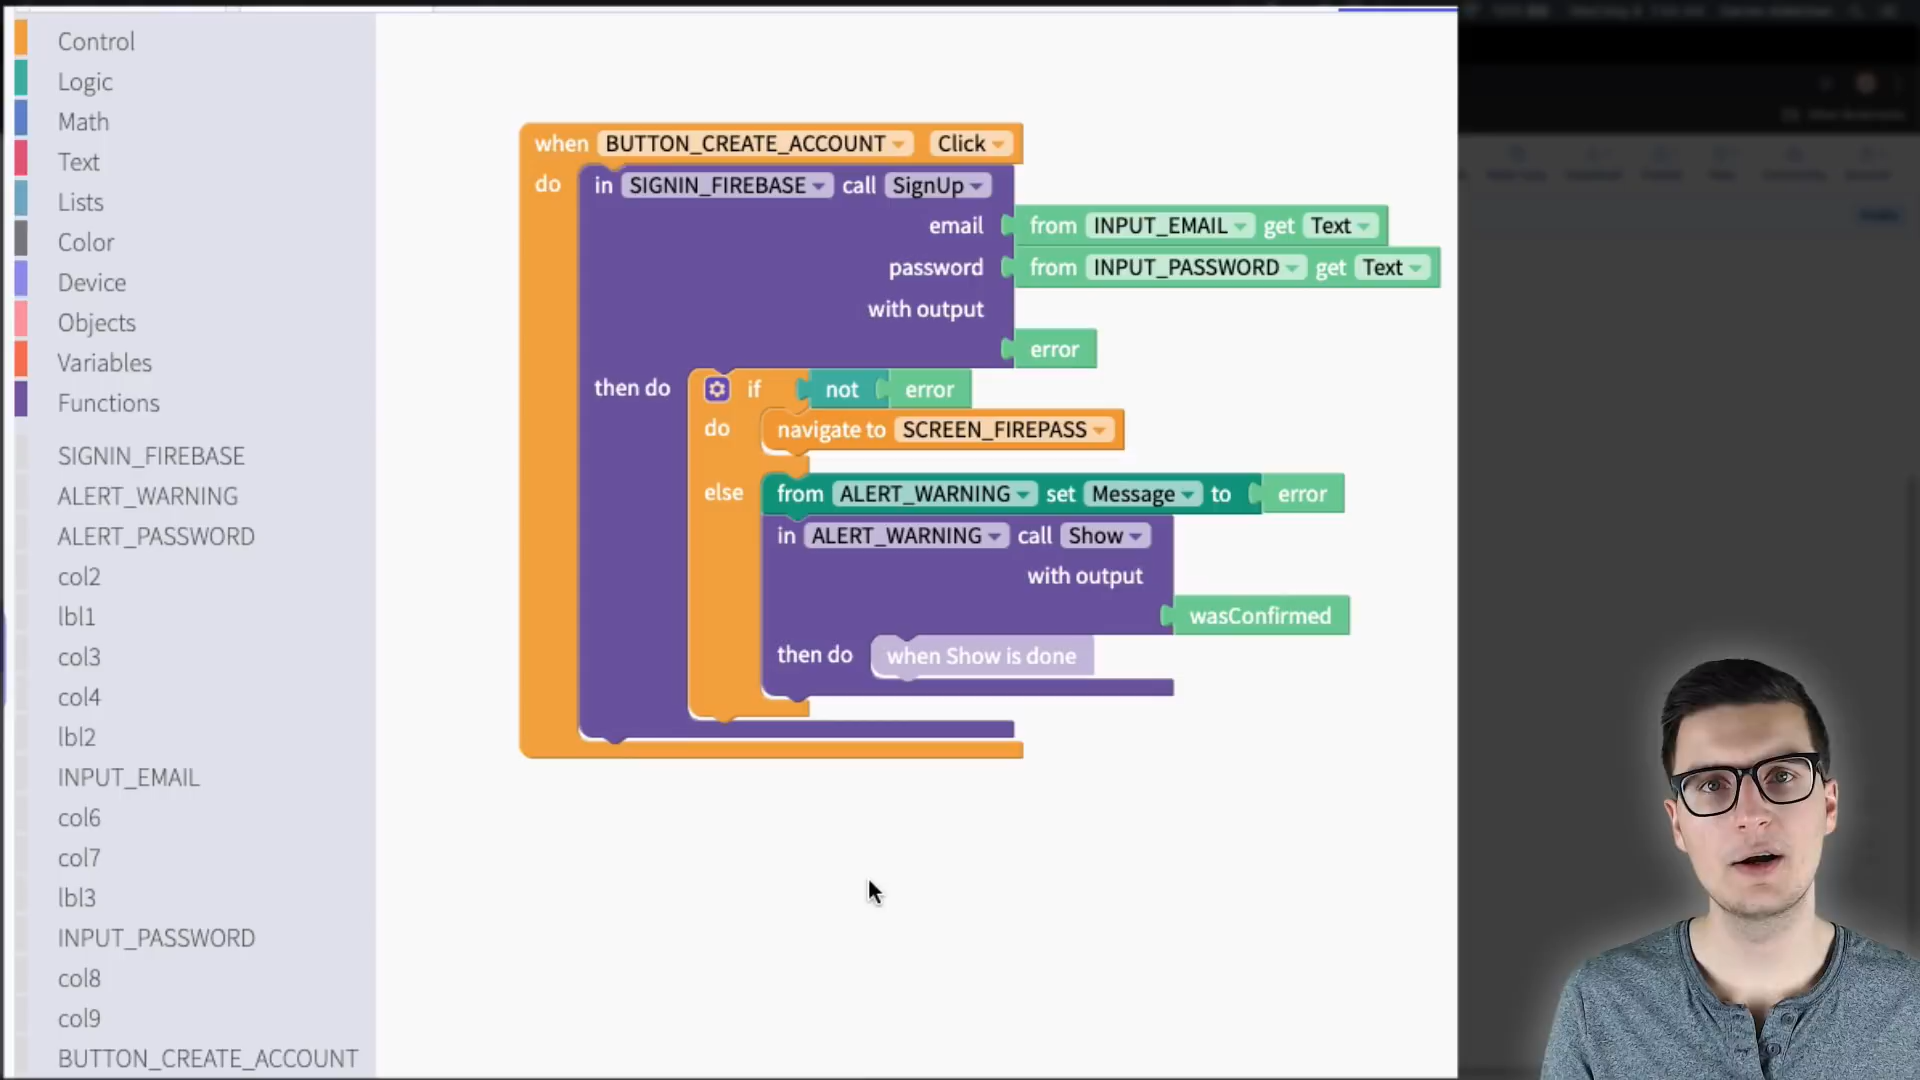 Control
Logic
Math
Text
Lists
Color
Device
Objects
Variables
Functions
SIGNIN_FIREBASE
ALERT_WARNING
ALERT_PASSWORD
col2
lbl1
col3
col4
lbl2
INPUT_EMAIL
col6
col7
lbl3
INPUT_PASSWORD
col8
col9
BUTTON_CREATE_ACCOUNT
when BUTTON_CREATE_ACCOUNT Click
do in SIGNIN_FIREBASE call SignUp
email from INPUT_EMAIL get Text
password from INPUT_PASSWORD get Text
with output
error
then do if not error
do navigate to SCREEN_FIREPASS
else from ALERT_WARNING set Message to error
in ALERT_WARNING call Show
with output
wasConfirmed
then do when Show is done